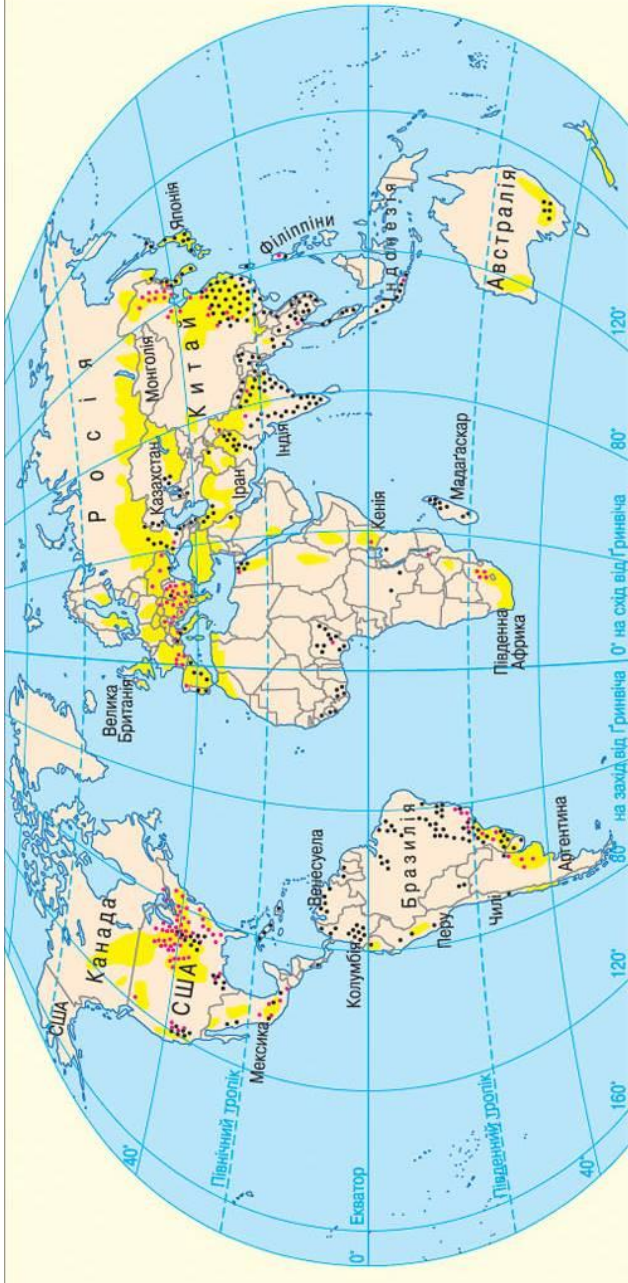 США
Канада
США
Мексика
Велика
Британія
Росія
Казахстан
Монголія
Китай
Японія
Іран
Індія
Філіппіни
Індонезія
Венесуела
Колумбія
Бразилія
Перу
Чилі
Аргентина
Кенія
Мадагаскар
Південна
Африка
Австралія
40°
Північний тропік
Екватор
0°
Південний тропік
40°
160°
120°
80°
на захід від Ґринвіча
0°
на схід від Ґринвіча
80°
120°